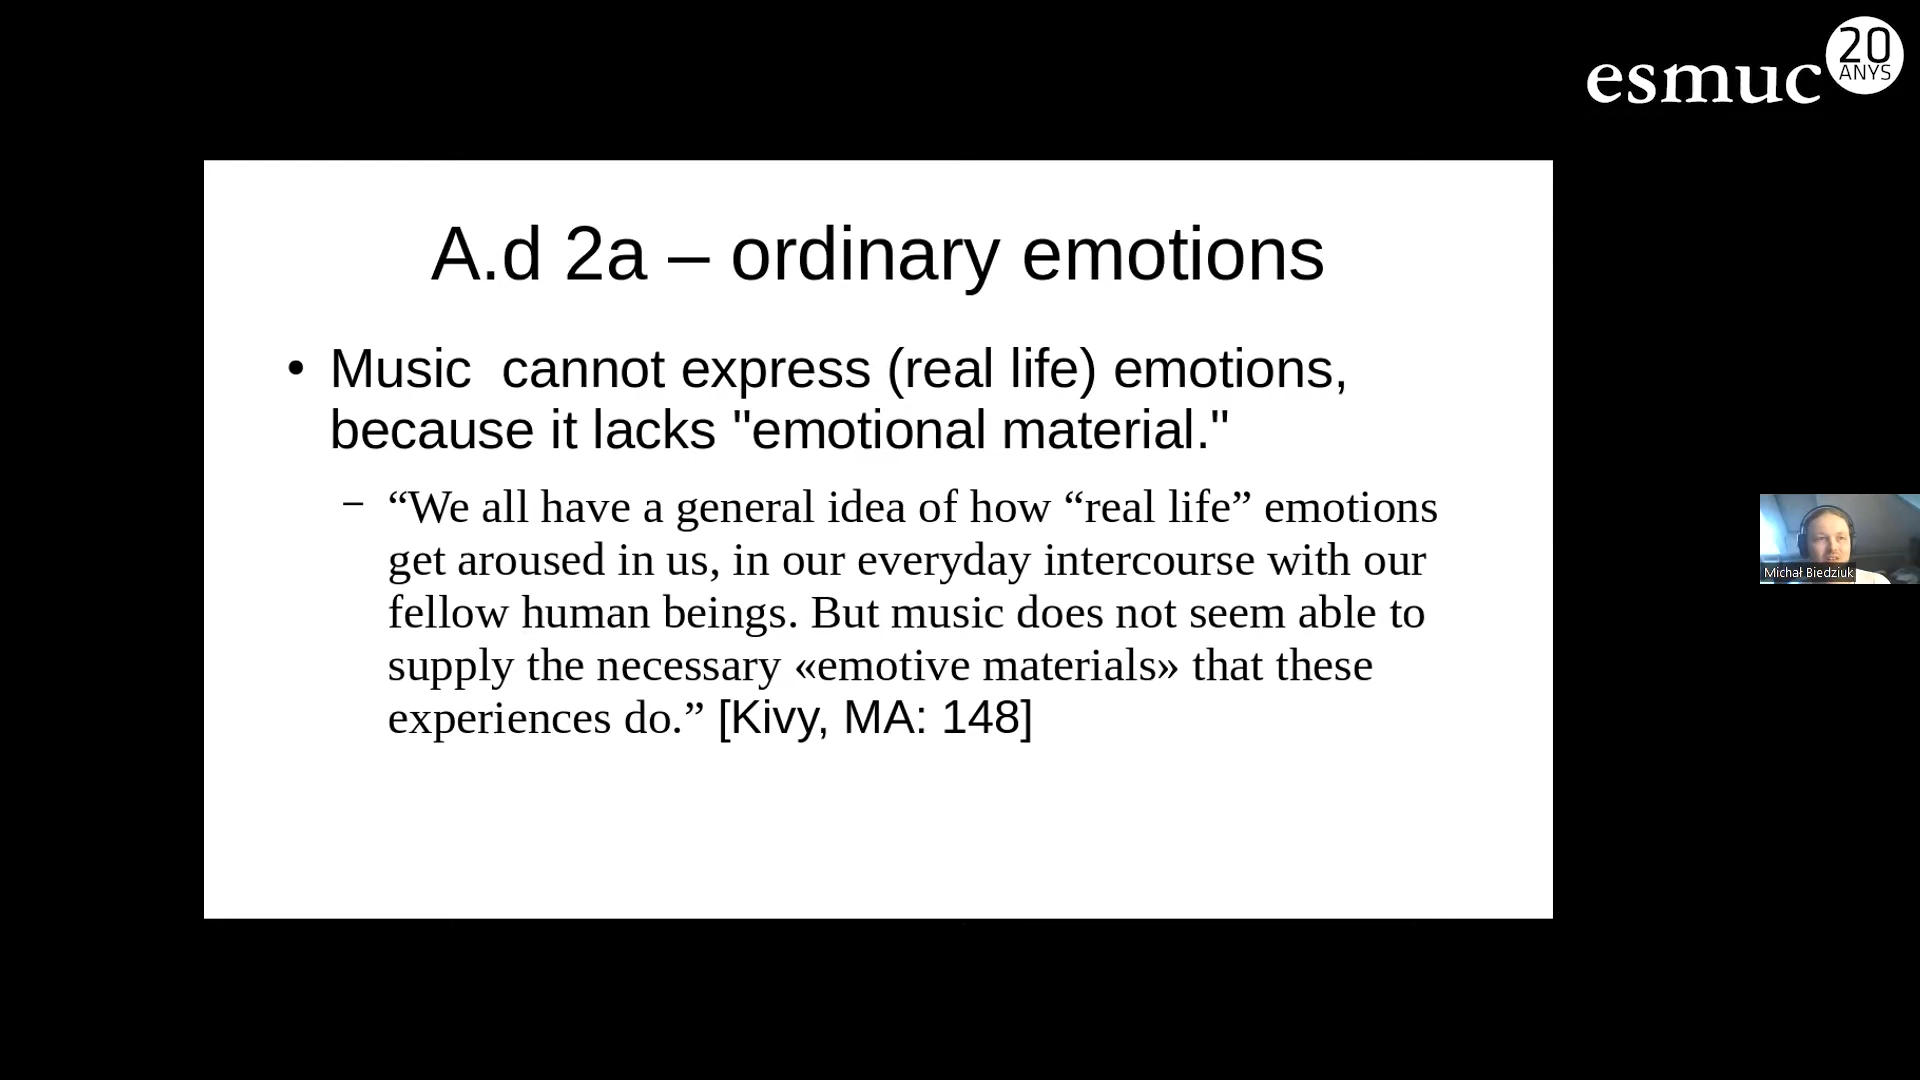 esmuc
20
ANYS
A.d 2a – ordinary emotions
• Music  cannot express (real life) emotions,
because it lacks "emotional material."
– “We all have a general idea of how “real life” emotions
get aroused in us, in our everyday intercourse with our
fellow human beings. But music does not seem able to
supply the necessary «emotive materials» that these
experiences do.” [Kivy, MA: 148]
Michał Biedziuk